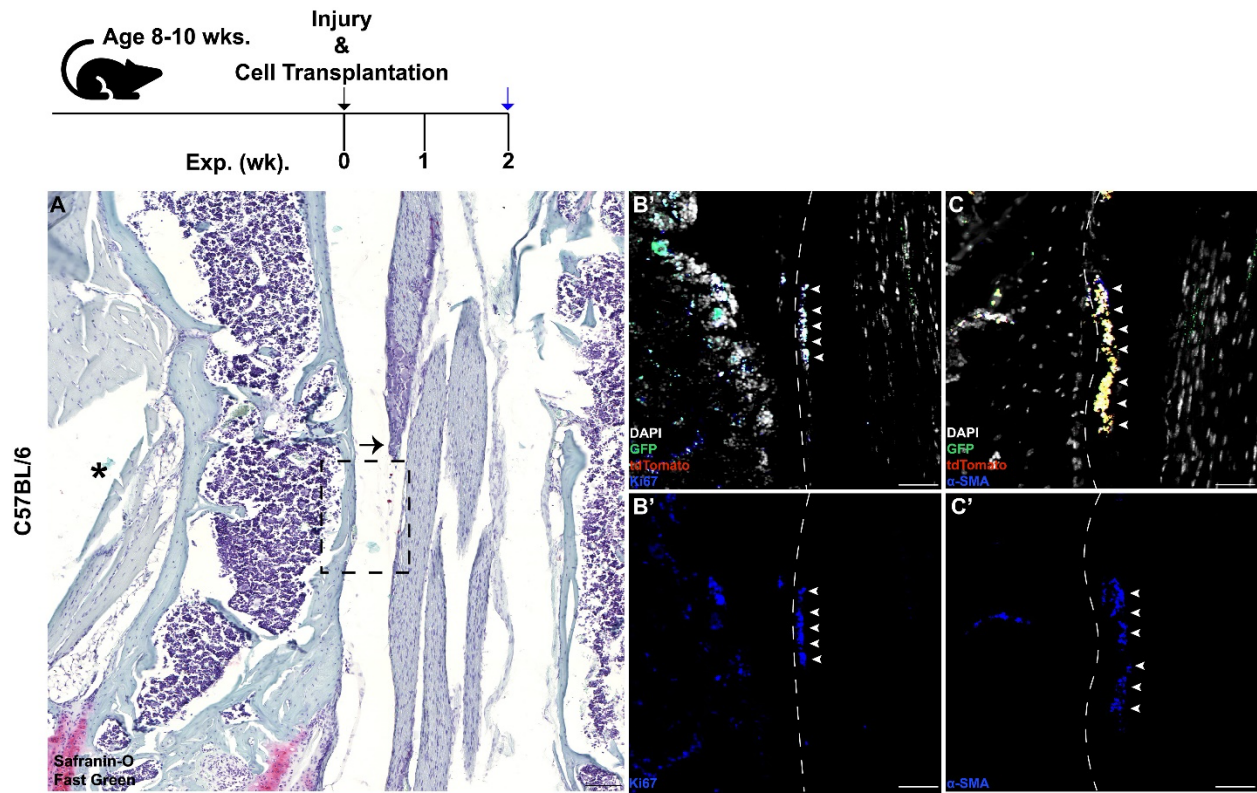 Age 8-10 wks.
Injury
&
Cell Transplantation
Exp. (wk). 0 1 2
C57BL/6
A
*
Safranin-O
Fast Green
B
DAPI
GFP
tdTomato
Ki67
C
DAPI
GFP
tdTomato
α-SMA
B’
Ki67
C’
α-SMA